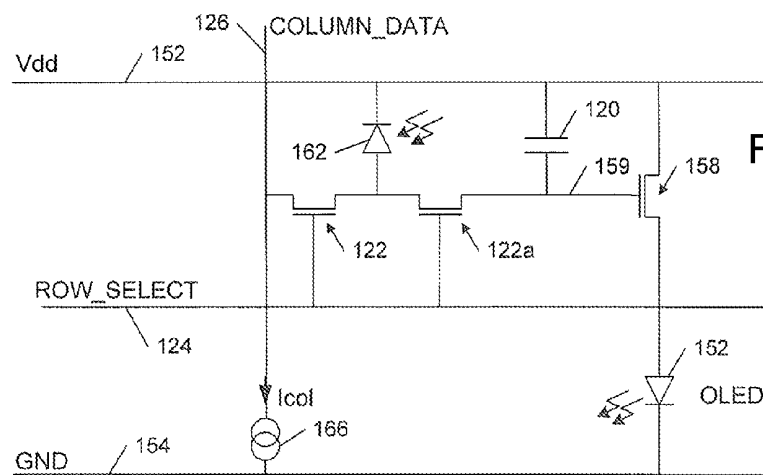 126
COLUMN_DATA
Vdd
152
120
162
159
F
158
122
122a
ROW_SELECT
124
152
Icol
OLED
166
GND
154